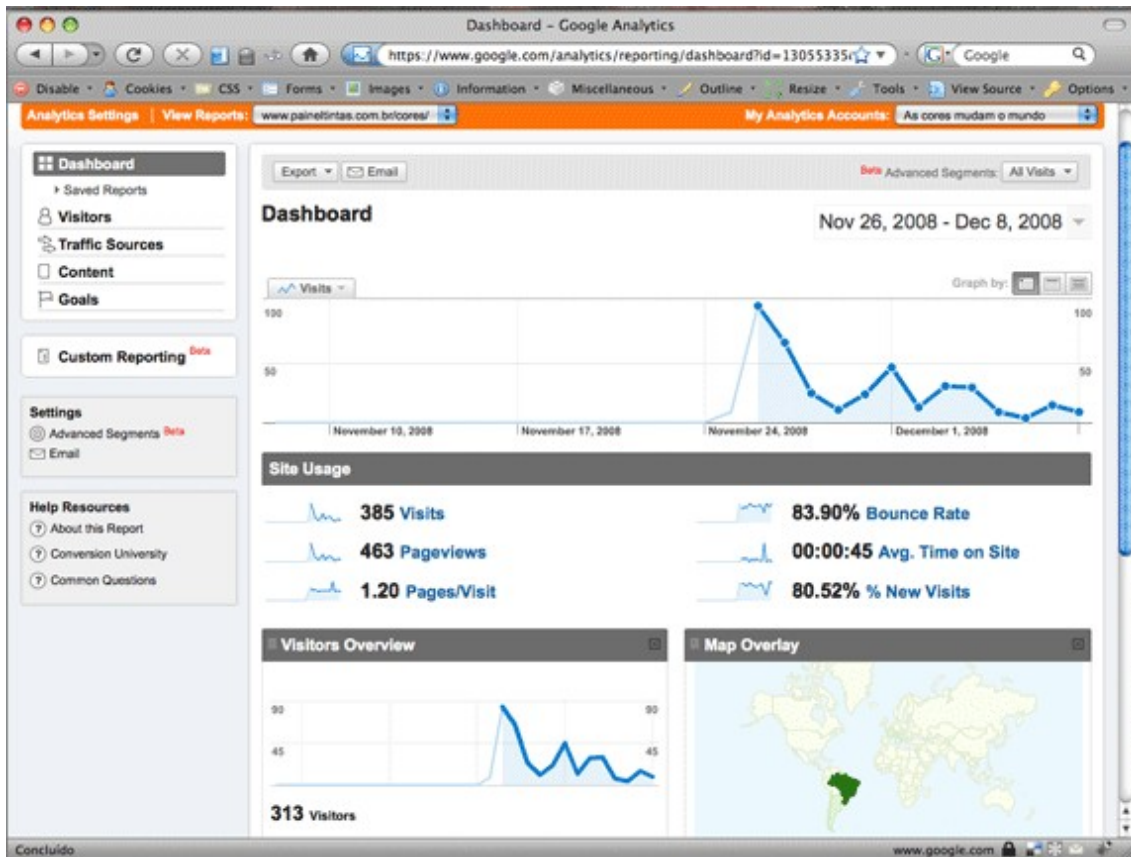 Dashboard – Google Analytics
https://www.google.com/analytics/reporting/dashboard?id=13055335
Google
Disable Cookies CSS Forms Images Information Miscellaneous Outline Resize Tools View Source Options
Analytics Settings | View Reports: www.paineltintas.com.br/cores/ My Analytics Accounts: As cores mudam o mundo
Dashboard
Saved Reports
Visitors
Traffic Sources
Content
Goals
Custom Reporting Beta
Settings
Advanced Segments Beta
Email
Help Resources
About this Report
Conversion University
Common Questions
Export Email Beta Advanced Segments: All Visits
Dashboard
Nov 26, 2008 - Dec 8, 2008
Visits Graph by:
100 100
50 50
November 10, 2008 November 17, 2008 November 24, 2008 December 1, 2008
Site Usage
385 Visits 83.90% Bounce Rate
463 Pageviews 00:00:45 Avg. Time on Site
1.20 Pages/Visit 80.52% % New Visits
Visitors Overview
90 90
45 45
313 Visitors
Map Overlay
Concluído www.google.com